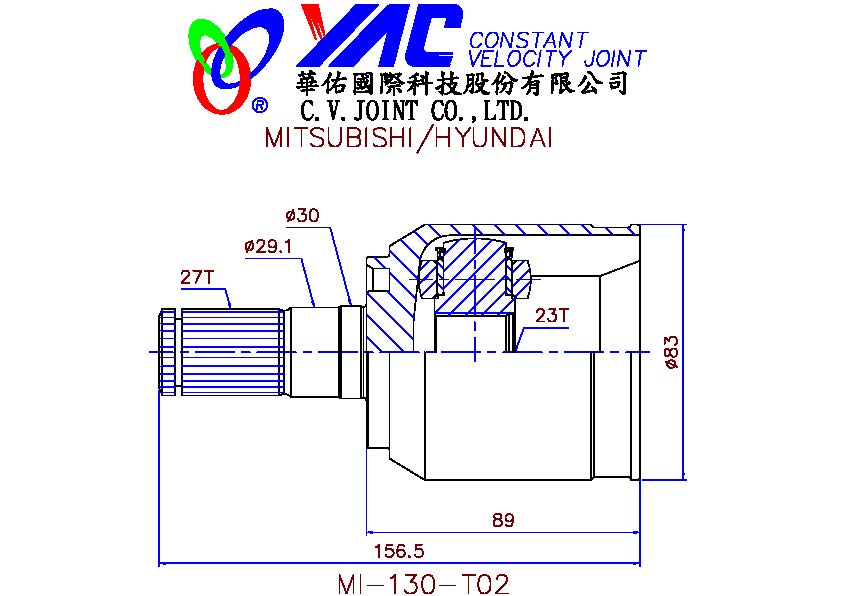 YAC CONSTANT
VELOCITY JOINT
華佑國際科技股份有限公司
®
C.V.JOINT CO.,LTD.
MITSUBISHI/HYUNDAI
ø30
ø29.1
27T
23T
ø83
89
156.5
MI-130-T02